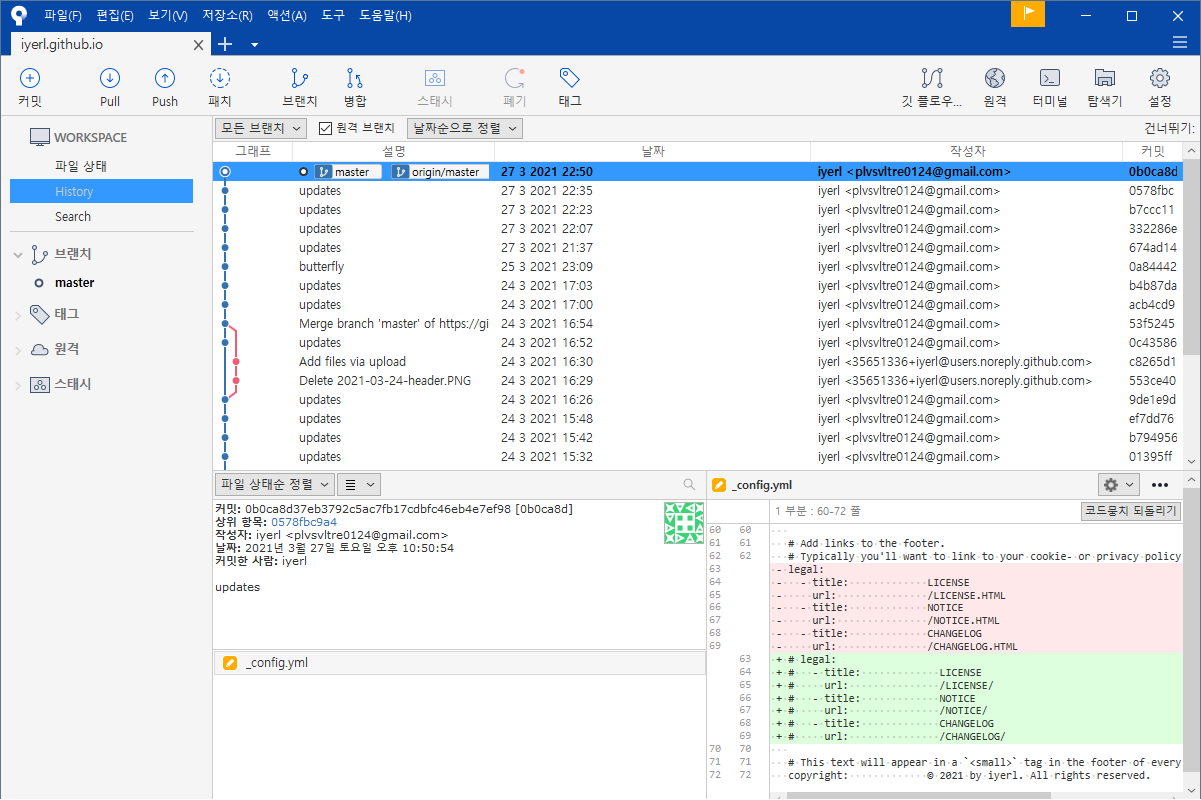 파일(F) 편집(E) 보기(V) 저장소(R) 액션(A) 도구 도움말(H)
iyerl.github.io
커밋 Pull Push 패치 브랜치 병합 스태시 폐기 태그 깃 플로우... 원격 터미널 탐색기 설정
WORKSPACE
파일 상태
History
Search
브랜치
master
태그
원격
스태시
모든 브랜치 원격 브랜치 날짜순으로 정렬 건너뛰기:
그래프 설명 날짜 작성자 커밋
master origin/master 27 3 2021 22:50 iyerl <plvsvltre0124@gmail.com> 0b0ca8d
updates 27 3 2021 22:35 iyerl <plvsvltre0124@gmail.com> 0578fbc
updates 27 3 2021 22:23 iyerl <plvsvltre0124@gmail.com> b7ccc11
updates 27 3 2021 22:07 iyerl <plvsvltre0124@gmail.com> 332286e
updates 27 3 2021 21:37 iyerl <plvsvltre0124@gmail.com> 674ad14
butterfly 25 3 2021 23:09 iyerl <plvsvltre0124@gmail.com> 0a84442
updates 24 3 2021 17:03 iyerl <plvsvltre0124@gmail.com> b4b87da
updates 24 3 2021 17:00 iyerl <plvsvltre0124@gmail.com> acb4cd9
Merge branch 'master' of https://gi 24 3 2021 16:54 iyerl <plvsvltre0124@gmail.com> 53f5245
updates 24 3 2021 16:52 iyerl <plvsvltre0124@gmail.com> 0c43586
Add files via upload 24 3 2021 16:30 iyerl <35651336+iyerl@users.noreply.github.com> c8265d1
Delete 2021-03-24-header.PNG 24 3 2021 16:29 iyerl <35651336+iyerl@users.noreply.github.com> 553ce40
updates 24 3 2021 16:26 iyerl <plvsvltre0124@gmail.com> 9de1e9d
updates 24 3 2021 15:48 iyerl <plvsvltre0124@gmail.com> ef7dd76
updates 24 3 2021 15:42 iyerl <plvsvltre0124@gmail.com> b794956
updates 24 3 2021 15:32 iyerl <plvsvltre0124@gmail.com> 01395ff
파일 상태순 정렬
커밋: 0b0ca8d37eb3792c5ac7fb17cdbfc46eb4e7ef98 [0b0ca8d]
상위 항목: 0578fbc9a4
작성자: iyerl <plvsvltre0124@gmail.com>
날짜: 2021년 3월 27일 토요일 오후 10:50:54
커밋한 사람: iyerl
updates
_config.yml
_config.yml
1 부분 : 60-72 줄 코드뭉치 되돌리기
60 60
61 61 # Add links to the footer.
62 62 # Typically you'll want to link to your cookie- or privacy policy
63 - legal:
64 - - title: LICENSE
65 - url: /LICENSE.HTML
66 - - title: NOTICE
67 - url: /NOTICE.HTML
68 - - title: CHANGELOG
69 - url: /CHANGELOG.HTML
63 + # legal:
64 + # - title: LICENSE
65 + # url: /LICENSE/
66 + # - title: NOTICE
67 + # url: /NOTICE/
68 + # - title: CHANGELOG
69 + # url: /CHANGELOG/
70 70
71 71 # This text will appear in a `<small>` tag in the footer of every
72 72 copyright: © 2021 by iyerl. All rights reserved.